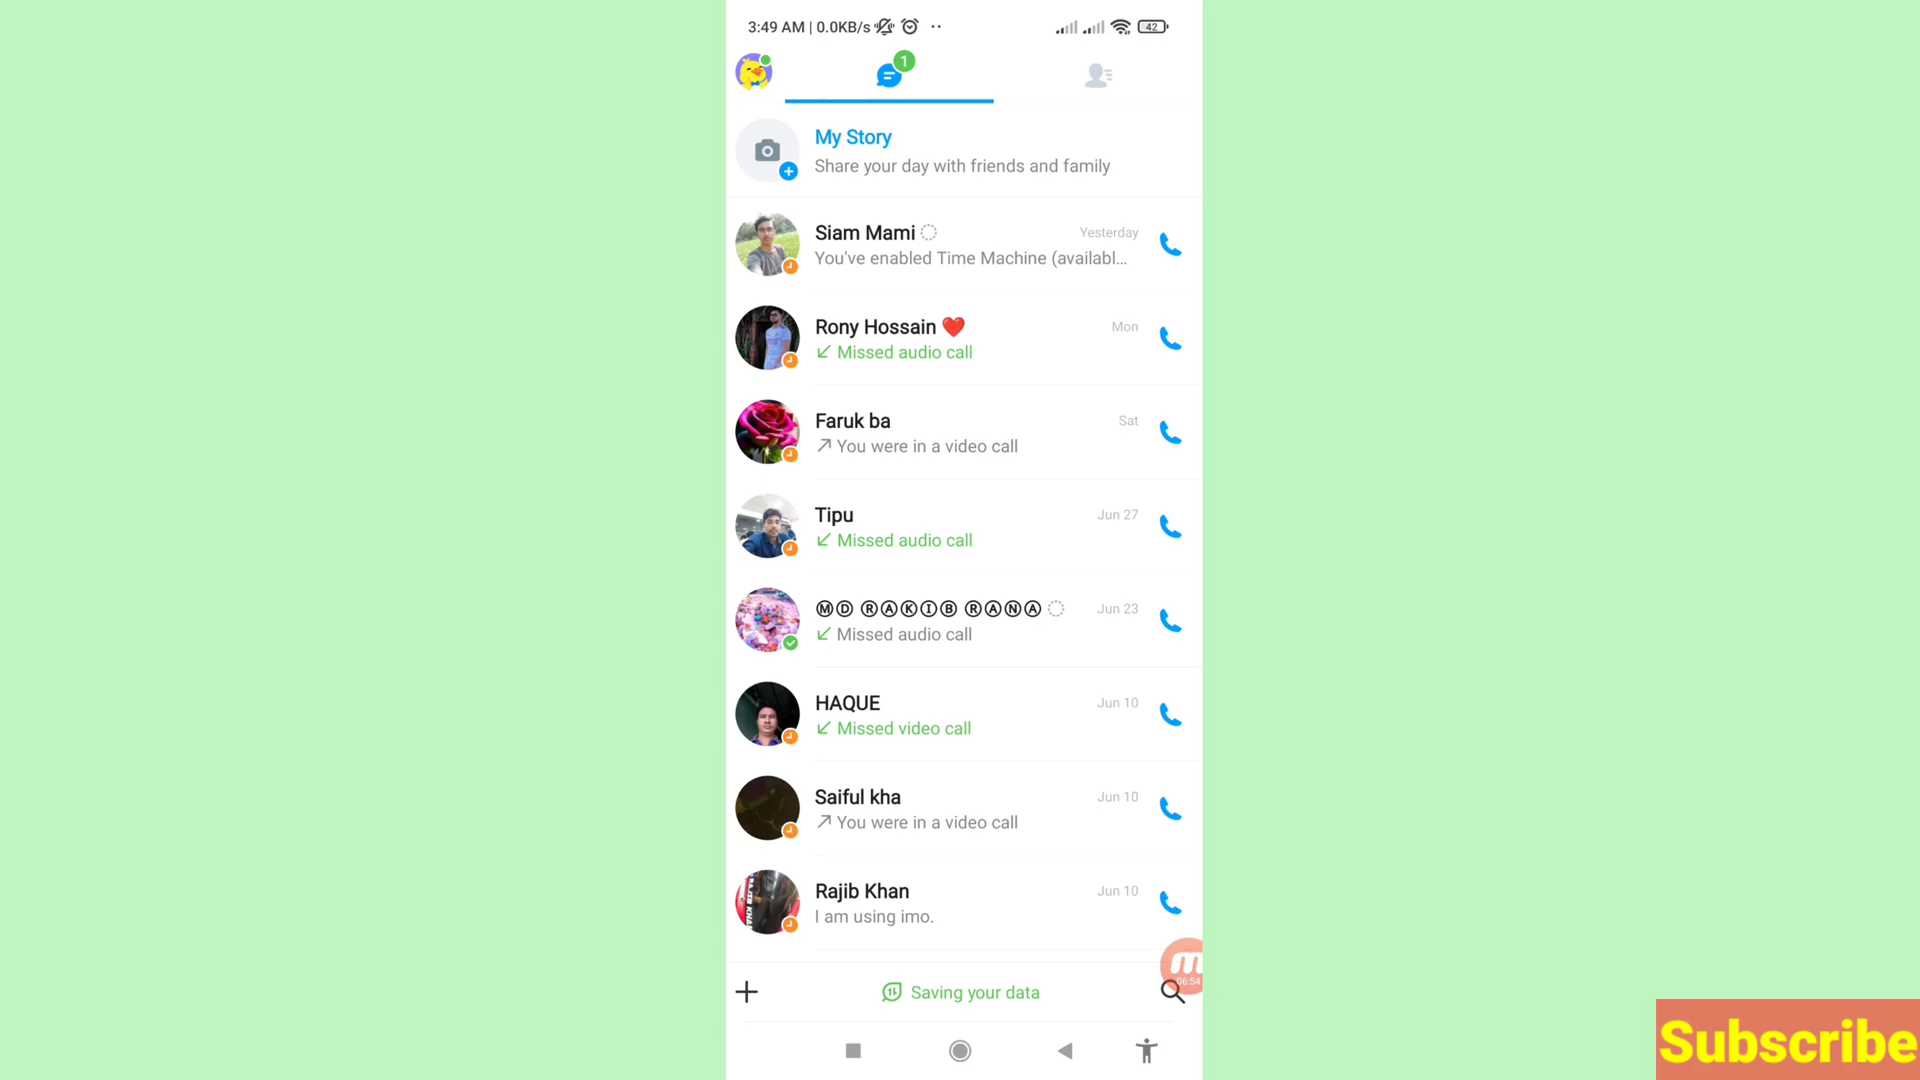 3:49 AM | 0.0KB/s
42
1
My Story
Share your day with friends and family
Siam Mami
Yesterday
You've enabled Time Machine (availabl...
Rony Hossain ❤️
Mon
Missed audio call
Faruk ba
Sat
You were in a video call
Tipu
Jun 27
Missed audio call
ⓂⒹ ⓇⒶⓀⒾⒷ ⓇⒶⓃⒶ
Jun 23
Missed audio call
HAQUE
Jun 10
Missed video call
Saiful kha
Jun 10
You were in a video call
Rajib Khan
Jun 10
I am using imo.
06:54
Saving your data
Subscribe